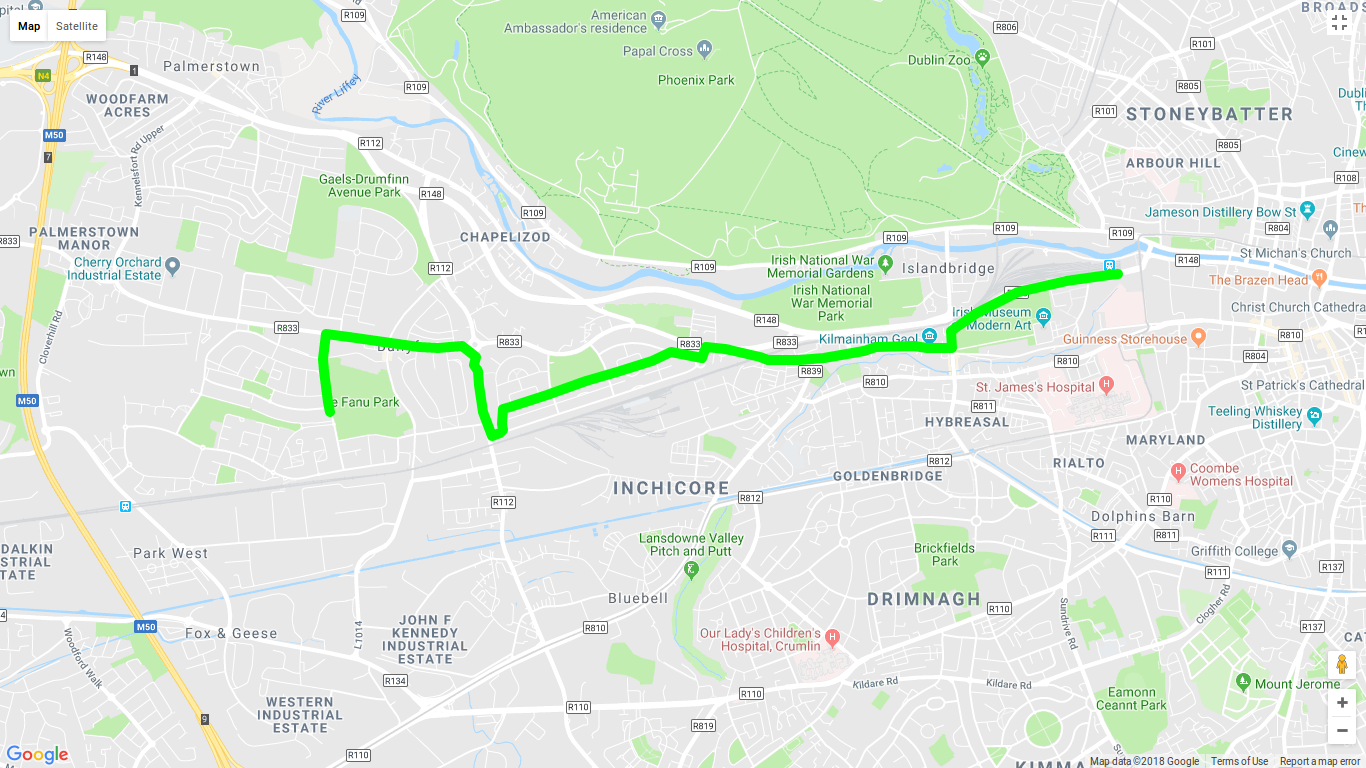 Map
Satellite
R148
N4
1
Palmerstown
WOODFARM
ACRES
M50
7
Kennelsfort Rd Upper
R109
River Liffey
R109
R112
American
Ambassador's residence
Papal Cross
Phoenix Park
Dublin Zoo
R806
R101
BROADS
R805
R101
STONEYBATTER
R805
ARBOUR HILL
R108
Jameson Distillery Bow St
R804
St Michan's Church
R148
The Brazen Head
Christ Church Cathedra
R810
Gaels-Drumfinn
Avenue Park
R148
R109
CHAPELIZOD
R112
R109
R109
R109
R109
Irish National War
Memorial Gardens
Islandbridge
Irish National
War Memorial
Park
R148
PALMERSTOWN
MANOR
R833
Cherry Orchard
Industrial Estate
Cloverhill Rd
R833
R833
R833
R833
R839
Kilmainham Gaol
Modern Art
Guinness Storehouse
R810
R804
R810
St. James's Hospital
St Patrick's Cathedral
R811
Teeling Whiskey
Distillery
HYBREASAL
MARYLAND
M50
e Fanu Park
INCHICORE
R812
GOLDENBRIDGE
R812
RIALTO
Coombe
Womens Hospital
R110
Dolphins Barn
R811
R111
Griffith College
R111
R137
R112
Park West
Lansdowne Valley
Pitch and Putt
Brickfields
Park
DRIMNAGH
R110
Sundrive Rd
Clogher Rd
R137
Bluebell
R810
M50
Fox & Geese
Woodford Walk
L1014
JOHN F
KENNEDY
INDUSTRIAL
ESTATE
Our Lady's Children's
Hospital, Crumlin
Kildare Rd
Kildare Rd
Mount Jerome
Eamonn
Ceannt Park
R134
R110
R110
R819
WESTERN
INDUSTRIAL
ESTATE
9
R110
Google
Map data ©2018 Google
Terms of Use
Report a map error